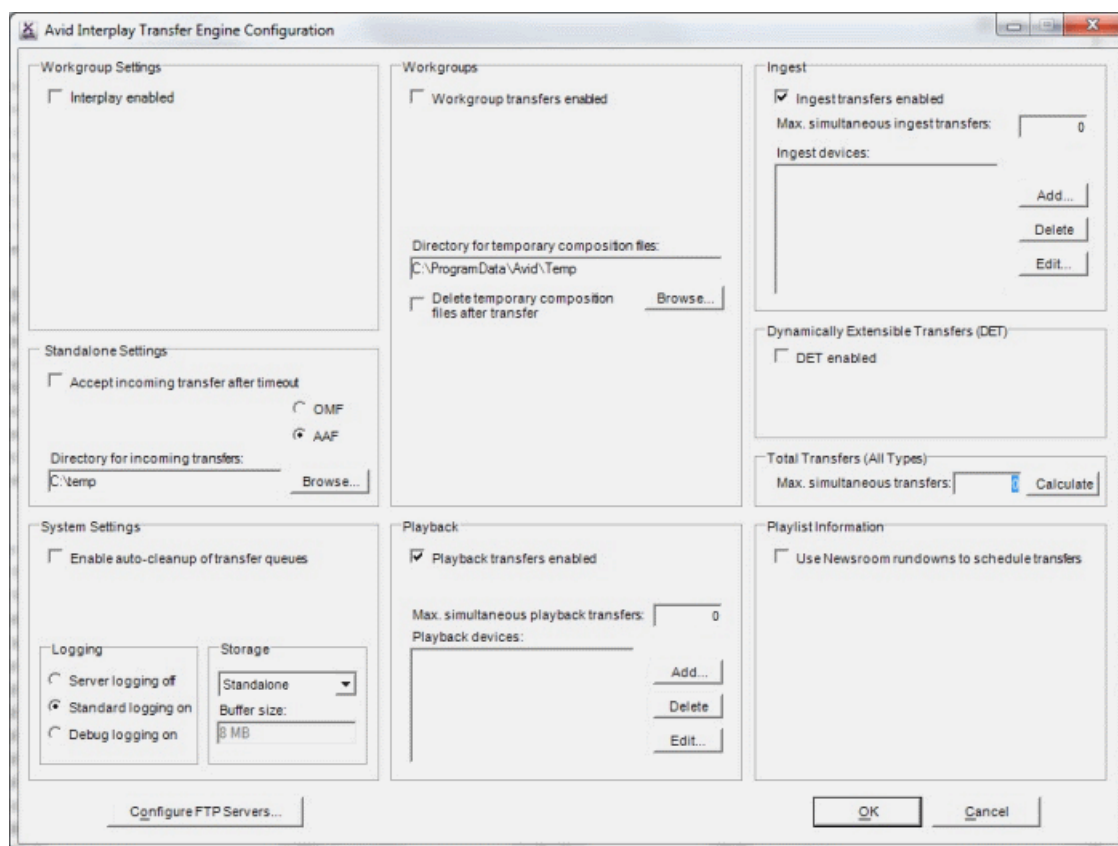 Avid Interplay Transfer Engine Configuration
Workgroup Settings
Interplay enabled
Standalone Settings
Accept incoming transfer after timeout
OMF
AAF
Directory for incoming transfers:
C:\temp
Browse...
System Settings
Enable auto-cleanup of transfer queues
Logging
Server logging off
Standard logging on
Debug logging on
Storage
Standalone
Buffer size:
8 MB
Configure FTP Servers...
Workgroups
Workgroup transfers enabled
Directory for temporary composition files:
C:\ProgramData\Avid\Temp
Delete temporary composition
files after transfer
Browse...
Playback
Playback transfers enabled
Max. simultaneous playback transfers: 0
Playback devices:
Add...
Delete
Edit...
Ingest
Ingest transfers enabled
Max. simultaneous ingest transfers: 0
Ingest devices:
Add...
Delete
Edit...
Dynamically Extensible Transfers (DET)
DET enabled
Total Transfers (All Types)
Max. simultaneous transfers: 0 Calculate
Playlist Information
Use Newsroom rundowns to schedule transfers
OK
Cancel